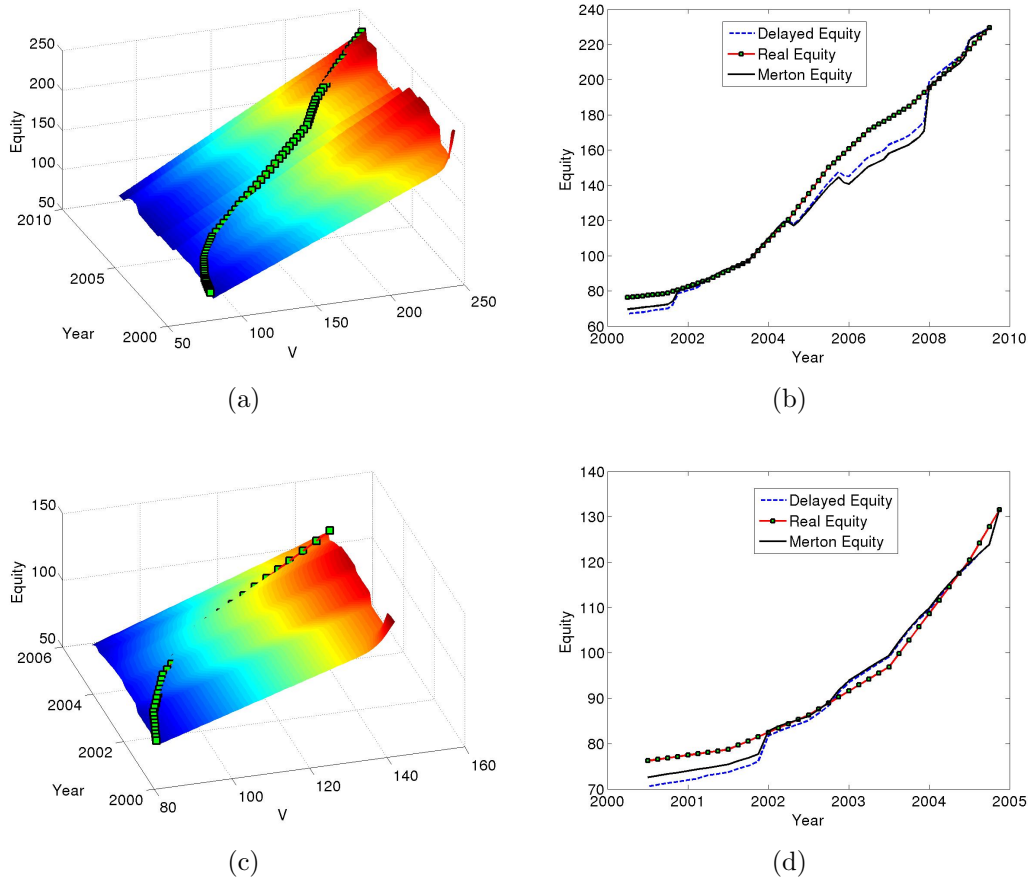 250
200
150
100
50
Equity
2010
2005
2000
Year
50
100
150
200
250
V
(a)
240
220
200
180
160
140
120
100
80
60
Equity
Delayed Equity
Real Equity
Merton Equity
2000
2002
2004
2006
2008
2010
Year
(b)
150
100
50
Equity
2006
2004
2002
2000
Year
80
100
120
140
160
V
(c)
140
130
120
110
100
90
80
70
Equity
Delayed Equity
Real Equity
Merton Equity
2000
2001
2002
2003
2004
2005
Year
(d)